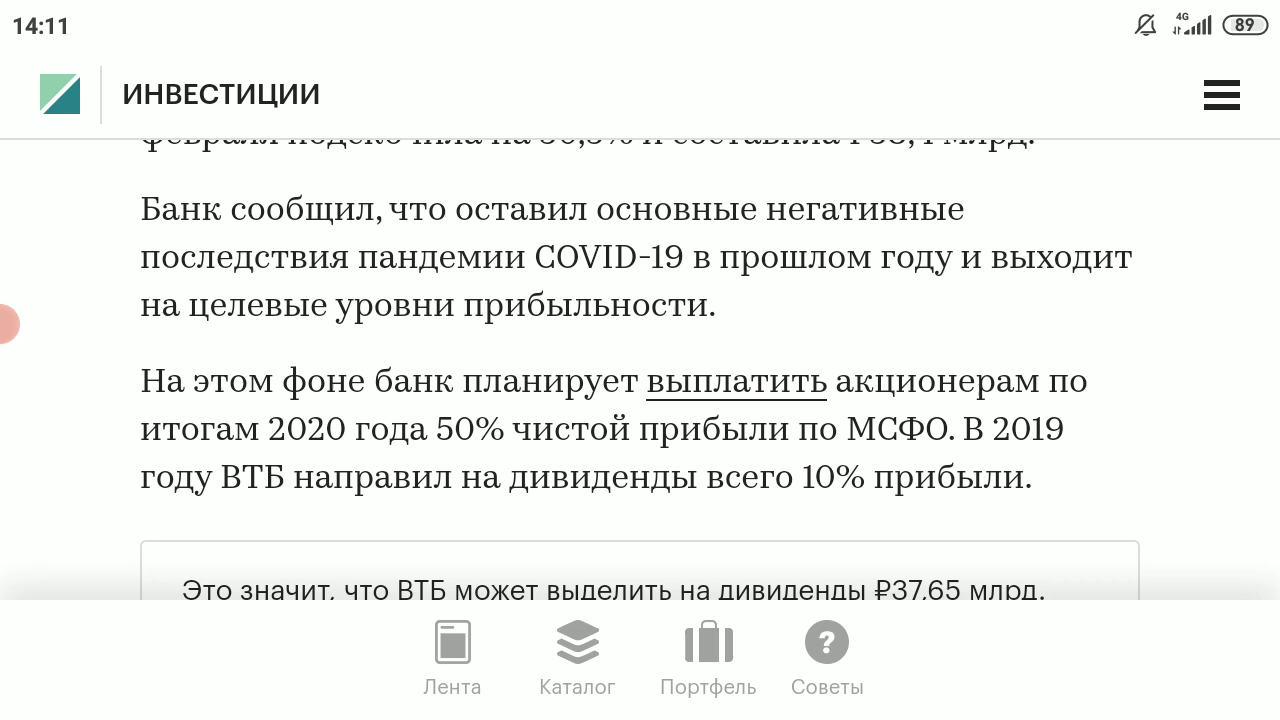 14:11
4G
89
ИНВЕСТИЦИИ
Банк сообщил, что оставил основные негативные
последствия пандемии COVID-19 в прошлом году и выходит
на целевые уровни прибыльности.
На этом фоне банк планирует выплатить акционерам по
итогам 2020 года 50% чистой прибыли по МСФО. В 2019
году ВТБ направил на дивиденды всего 10% прибыли.
Это значит, что ВТБ может выделить на дивиденды ₽37,65 млрд.
Лента
Каталог
Портфель
Советы